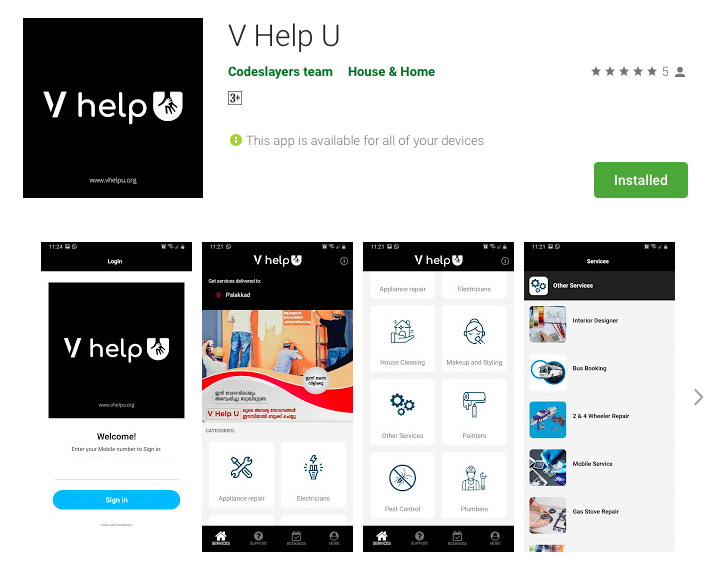 V Help U
Codeslayers team House & Home
5
3+
This app is available for all of your devices
Installed
V help U
www.vhelpu.org
11:24
Login
V help U
www.vhelpu.org
Welcome!
Enter your Mobile number to Sign in
Sign in
Terms and conditions
11:21
V help U
Get services delivered to:
Palakkad
V Help U
CATEGORIES:
Appliance repair
Electricians
SERVICES
SUPPORT
BOOKINGS
MORE
11:21
V help U
Appliance repair
Electricians
House Cleaning
Makeup and Styling
Other Services
Painters
Pest Control
Plumbers
SERVICES
SUPPORT
BOOKINGS
MORE
11:21
Services
Other Services
Interior Designer
Bus Booking
2 & 4 Wheeler Repair
Mobile Service
Gas Stove Repair